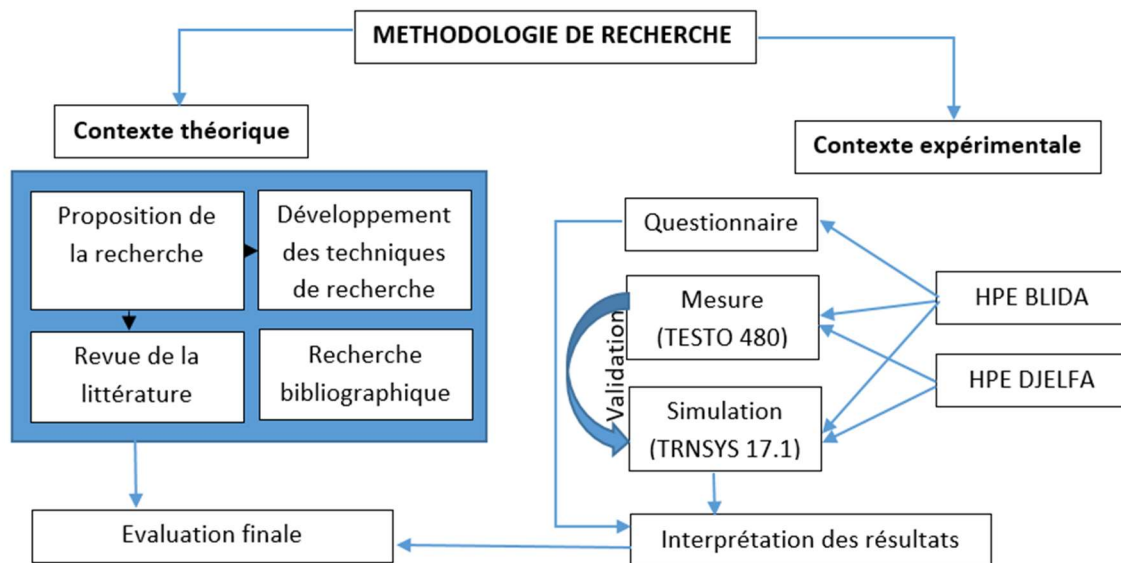 METHODOLOGIE DE RECHERCHE
Contexte théorique
Contexte expérimentale
Proposition de
la recherche
Développement
des techniques
de recherche
Revue de la
littérature
Recherche
bibliographique
Questionnaire
Mesure
(TESTO 480)
Validation
Simulation
(TRNSYS 17.1)
HPE BLIDA
HPE DJELFA
Evaluation finale
Interprétation des résultats